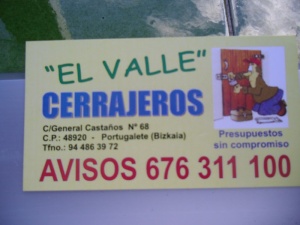 "EL VALLE"
CERRAJEROS
C/General Castaños Nº 68
C.P.: 48920 - Portugalete (Bizkaia)
Tfno.: 94 486 39 72
Presupuestos
sin compromiso
AVISOS 676 311 100